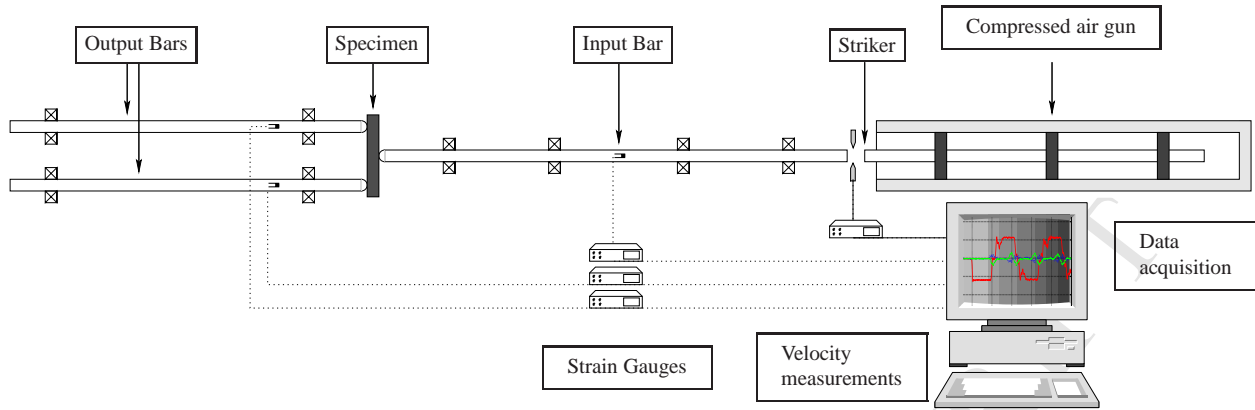 Output Bars
Specimen
Input Bar
Striker
Compressed air gun
Data
acquisition
Strain Gauges
Velocity
measurements